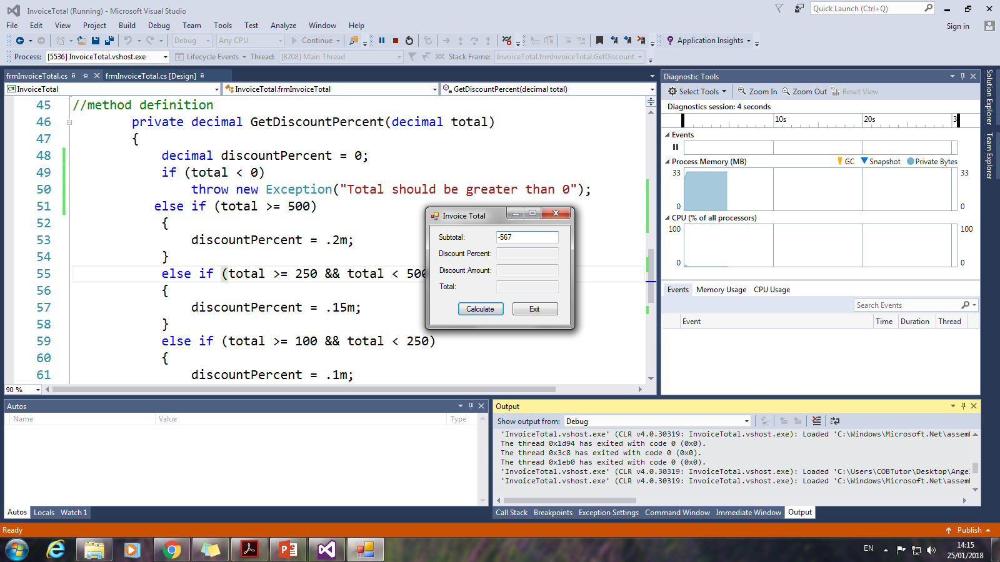 InvoiceTotal (Running) - Microsoft Visual Studio
Quick Launch (Ctrl+Q)
File Edit View Project Build Debug Team Tools Test Analyze Window Help
Sign in
Debug Any CPU Continue Application Insights
Process: [5536] InvoiceTotal.vshost.exe Lifecycle Events Thread: [8208] Main Thread Stack Frame: InvoiceTotal.frmInvoiceTotal.GetDiscount
frmInvoiceTotal.cs frmInvoiceTotal.cs [Design]
C# InvoiceTotal InvoiceTotal.frmInvoiceTotal GetDiscountPercent(decimal total)
45 //method definition
46 private decimal GetDiscountPercent(decimal total)
47 {
48 decimal discountPercent = 0;
49 if (total < 0)
50 throw new Exception("Total should be greater than 0");
51 else if (total >= 500)
52 {
53 discountPercent = .2m;
54 }
55 else if (total >= 250 && total < 500
56 {
57 discountPercent = .15m;
58 }
59 else if (total >= 100 && total < 250)
60 {
61 discountPercent = .1m;
90 %
Invoice Total
Subtotal: -567
Discount Percent:
Discount Amount:
Total:
Calculate Exit
Diagnostic Tools
Select Tools Zoom In Zoom Out Reset View
Diagnostics session: 4 seconds
10s 20s 3
Events
Process Memory (MB) GC Snapshot Private Bytes
33 33
0 0
CPU (% of all processors)
100 100
0 0
Events Memory Usage CPU Usage
Search Events
Event Time Duration Thread
Solution Explorer
Team Explorer
Autos
Name Value Type
Autos Locals Watch 1
Output
Show output from: Debug
'InvoiceTotal.vshost.exe' (CLR v4.0.30319: InvoiceTotal.vshost.exe): Loaded 'C:\Windows\Microsoft.Net\assemb
The thread 0x1d94 has exited with code 0 (0x0).
The thread 0x3c8 has exited with code 0 (0x0).
The thread 0x1eb0 has exited with code 0 (0x0).
'InvoiceTotal.vshost.exe' (CLR v4.0.30319: InvoiceTotal.vshost.exe): Loaded 'C:\Users\COBTutor\Desktop\Ange
'InvoiceTotal.vshost.exe' (CLR v4.0.30319: InvoiceTotal.vshost.exe): Loaded 'C:\Windows\Microsoft.Net\assemb
Call Stack Breakpoints Exception Settings Command Window Immediate Window Output
Ready
Publish
EN
14:15
25/01/2018